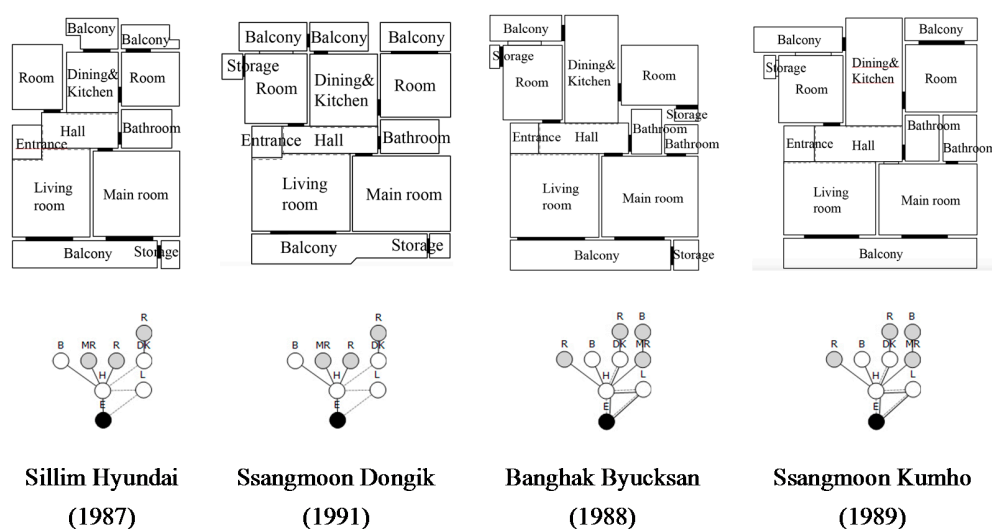 Balcony
Balcony
Room
Dining&
Kitchen
Room
Hall
Bathroom
Entrance
Living
room
Main room
Balcony
Storage
Balcony
Balcony
Balcony
Storage
Room
Dining&
Kitchen
Room
Entrance
Hall
Bathroom
Living
room
Main room
Balcony
Storage
Balcony
Storage
Room
Dining&
Kitchen
Room
Storage
Entrance
Hall
Bathroom
Bathroom
Living
room
Main room
Balcony
Storage
Balcony
Balcony
Storage
Room
Dining&
Kitchen
Room
Entrance
Hall
Bathroom
Bathroom
Living
room
Main room
Balcony
R
B MR R DK
H L
E
R
B MR R DK
H L
E
R B
R B DK MR
H L
E
R B
R B DK MR
H L
E
Sillim Hyundai
(1987)
Ssangmoon Dongik
(1991)
Banghak Byucksan
(1988)
Ssangmoon Kumho
(1989)